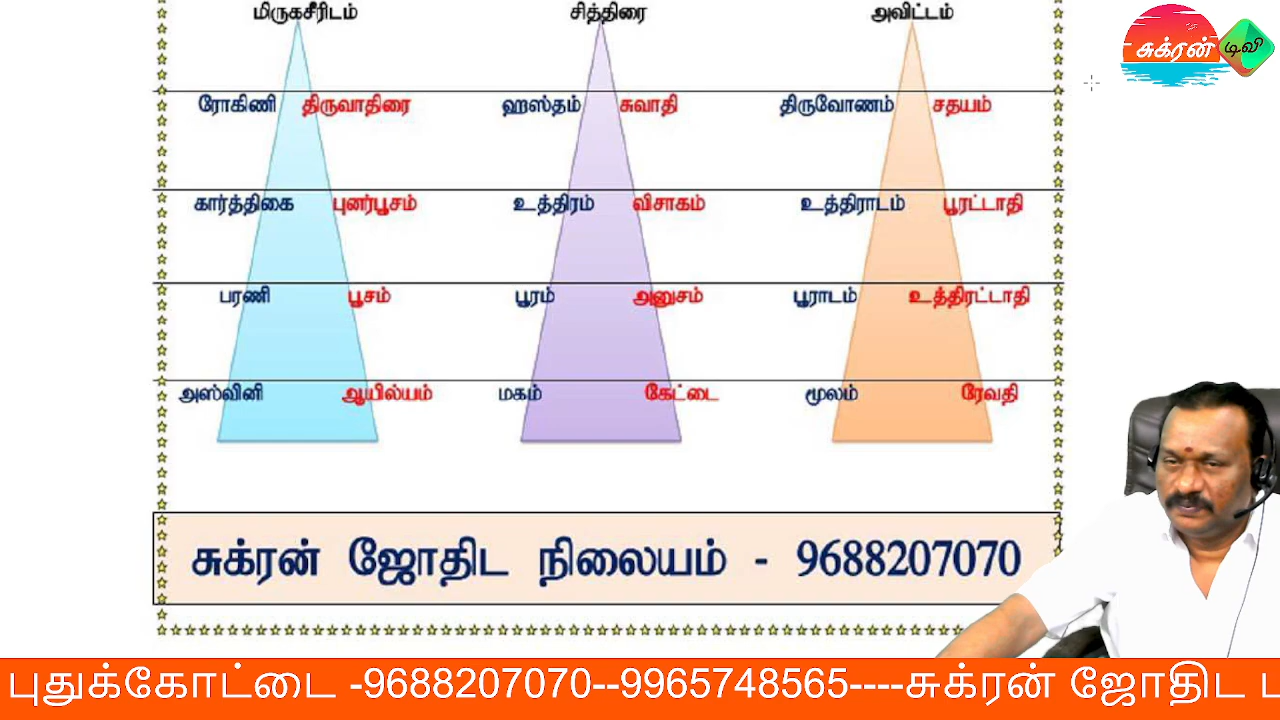 மிருகசீரிடம் சித்திரை அவிட்டம்
சுக்ரன் டிவி
ரோகிணி திருவாதிரை ஹஸ்தம் சுவாதி திருவோணம் சதயம்
கார்த்திகை புனர்பூசம் உத்திரம் விசாகம் உத்திராடம் பூரட்டாதி
பரணி பூசம் பூரம் அனுசம் பூராடம் உத்திரட்டாதி
அஸ்வினி ஆயில்யம் மகம் கேட்டை மூலம் ரேவதி
சுக்ரன் ஜோதிட நிலையம் - 9688207070
புதுக்கோட்டை -9688207070--9965748565----சுக்ரன் ஜோதிட